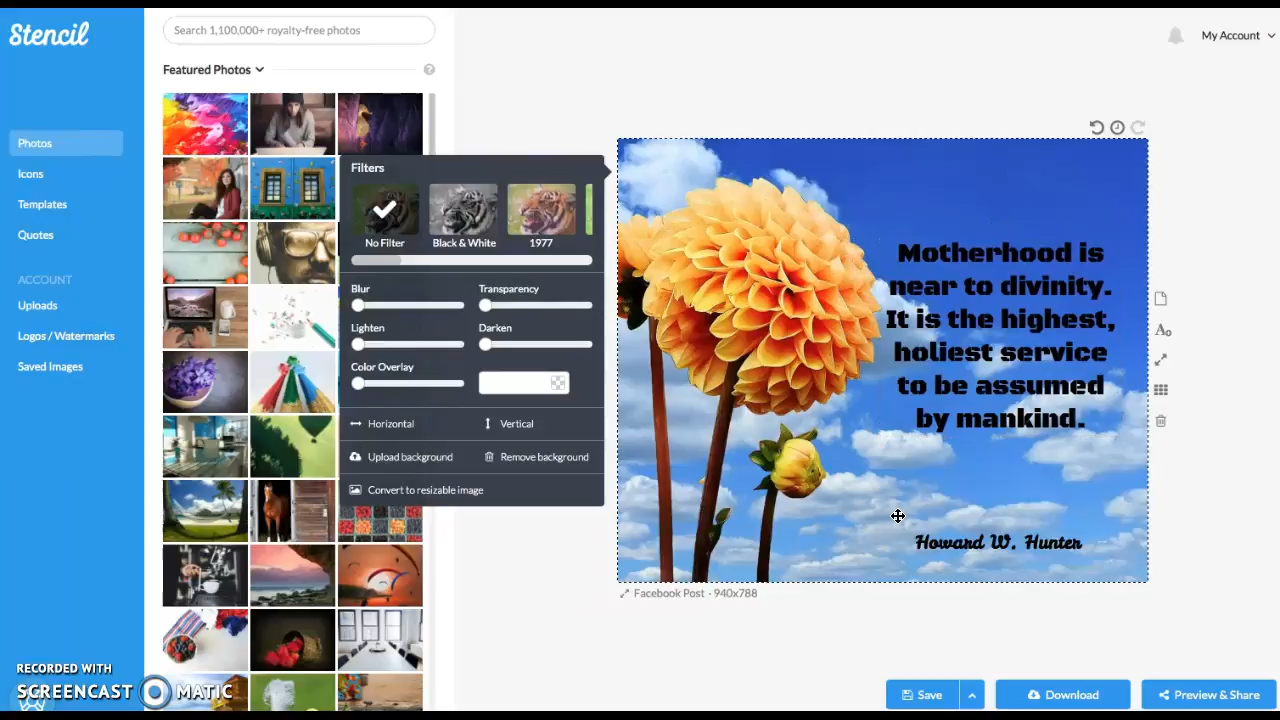 Stencil
Search 1,100,000+ royalty-free photos
My Account
Featured Photos
?
Photos
Icons
Templates
Quotes
ACCOUNT
Uploads
Logos / Watermarks
Saved Images
Filters
No Filter
Black & White
1977
Blur
Transparency
Lighten
Darken
Color Overlay
Horizontal
Vertical
Upload background
Remove background
Convert to resizable image
Motherhood is
near to divinity.
It is the highest,
holiest service
to be assumed
by mankind.
Howard W. Hunter
Facebook Post - 940x788
Save
Download
Preview & Share
RECORDED WITH
SCREENCAST MATIC